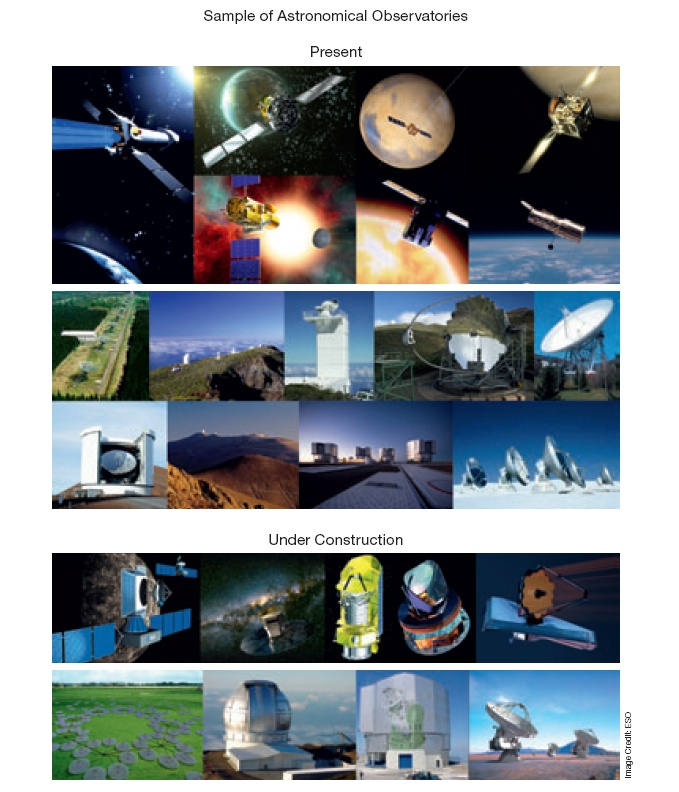 Sample of Astronomical Observatories
Present
Under Construction
Image Credit: ESO